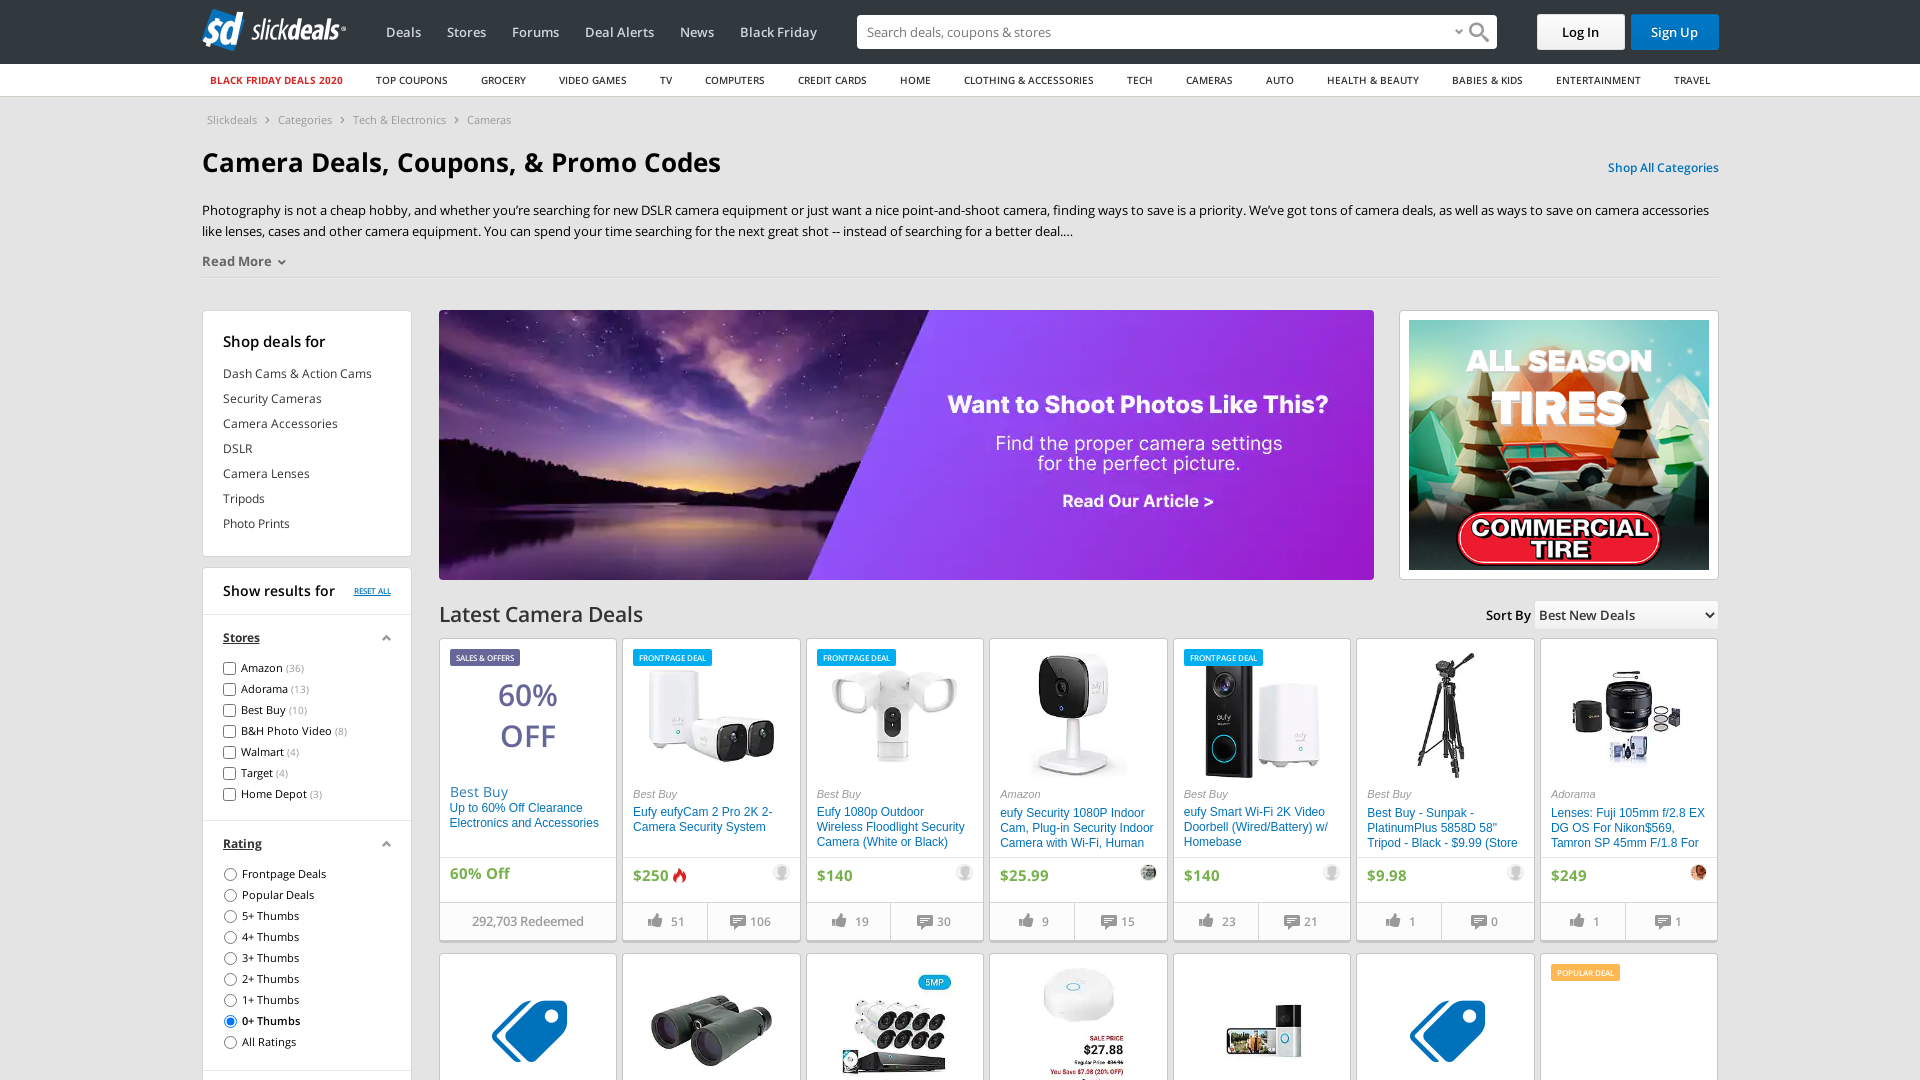 sd slickdeals
Deals
Stores
Forums
Deal Alerts
News
Black Friday
Search deals, coupons & stores
Log In
Sign Up
BLACK FRIDAY DEALS 2020
TOP COUPONS
GROCERY
VIDEO GAMES
TV
COMPUTERS
CREDIT CARDS
HOME
CLOTHING & ACCESSORIES
TECH
CAMERAS
AUTO
HEALTH & BEAUTY
BABIES & KIDS
ENTERTAINMENT
TRAVEL
Slickdeals > Categories > Tech & Electronics > Cameras
Camera Deals, Coupons, & Promo Codes
Shop All Categories
Photography is not a cheap hobby, and whether you’re searching for new DSLR camera equipment or just want a nice point-and-shoot camera, finding ways to save is a priority. We’ve got tons of camera deals, as well as ways to save on camera accessories
like lenses, cases and other camera equipment. You can spend your time searching for the next great shot -- instead of searching for a better deal....
Read More
Shop deals for
Dash Cams & Action Cams
Security Cameras
Camera Accessories
DSLR
Camera Lenses
Tripods
Photo Prints
Show results for
RESET ALL
Stores
Amazon (36)
Adorama (13)
Best Buy (10)
B&H Photo Video (8)
Walmart (4)
Target (4)
Home Depot (3)
Rating
Frontpage Deals
Popular Deals
5+ Thumbs
4+ Thumbs
3+ Thumbs
2+ Thumbs
1+ Thumbs
0+ Thumbs
All Ratings
Want to Shoot Photos Like This?
Find the proper camera settings
for the perfect picture.
Read Our Article >
ALL SEASON
TIRES
COMMERCIAL
TIRE
Latest Camera Deals
Sort By
Best New Deals
SALES & OFFERS
60%
OFF
Best Buy
Up to 60% Off Clearance
Electronics and Accessories
60% Off
292,703 Redeemed
FRONTPAGE DEAL
Best Buy
Eufy eufyCam 2 Pro 2K 2-
Camera Security System
$250
51
106
FRONTPAGE DEAL
Best Buy
Eufy 1080p Outdoor
Wireless Floodlight Security
Camera (White or Black)
$140
19
30
eufy
Amazon
eufy Security 1080P Indoor
Cam, Plug-in Security Indoor
Camera with Wi-Fi, Human
$25.99
9
15
FRONTPAGE DEAL
eufy
Best Buy
eufy Smart Wi-Fi 2K Video
Doorbell (Wired/Battery) w/
Homebase
$140
23
21
Best Buy
Best Buy - Sunpak -
PlatinumPlus 5858D 58"
Tripod - Black - $9.99 (Store
$9.98
1
0
Adorama
Lenses: Fuji 105mm f/2.8 EX
DG OS For Nikon$569,
Tamron SP 45mm F/1.8 For
$249
1
1
5MP
SALE PRICE
$27.88
Regular Price $34.96
You Save $7.08 (20% OFF)
POPULAR DEAL